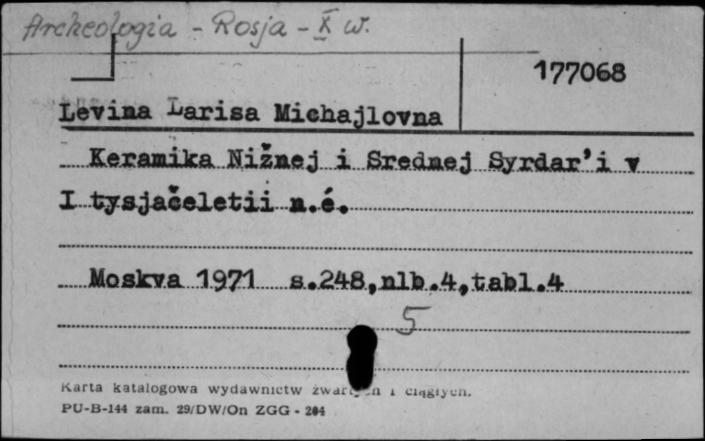 Archeologia - Rosja - X w.
177068
Levina Larisa Michajlovna
Keramika Nižnej i Srednej Syrdar'i v
I tysjačeletii n.é.
Moskva 1971 s.248,nlb.4,tabl.4
5
Karta katalogowa wydawnictw zwartych i ciągłych.
PU-B-144 zam. 29/DW/On ZGG - 204